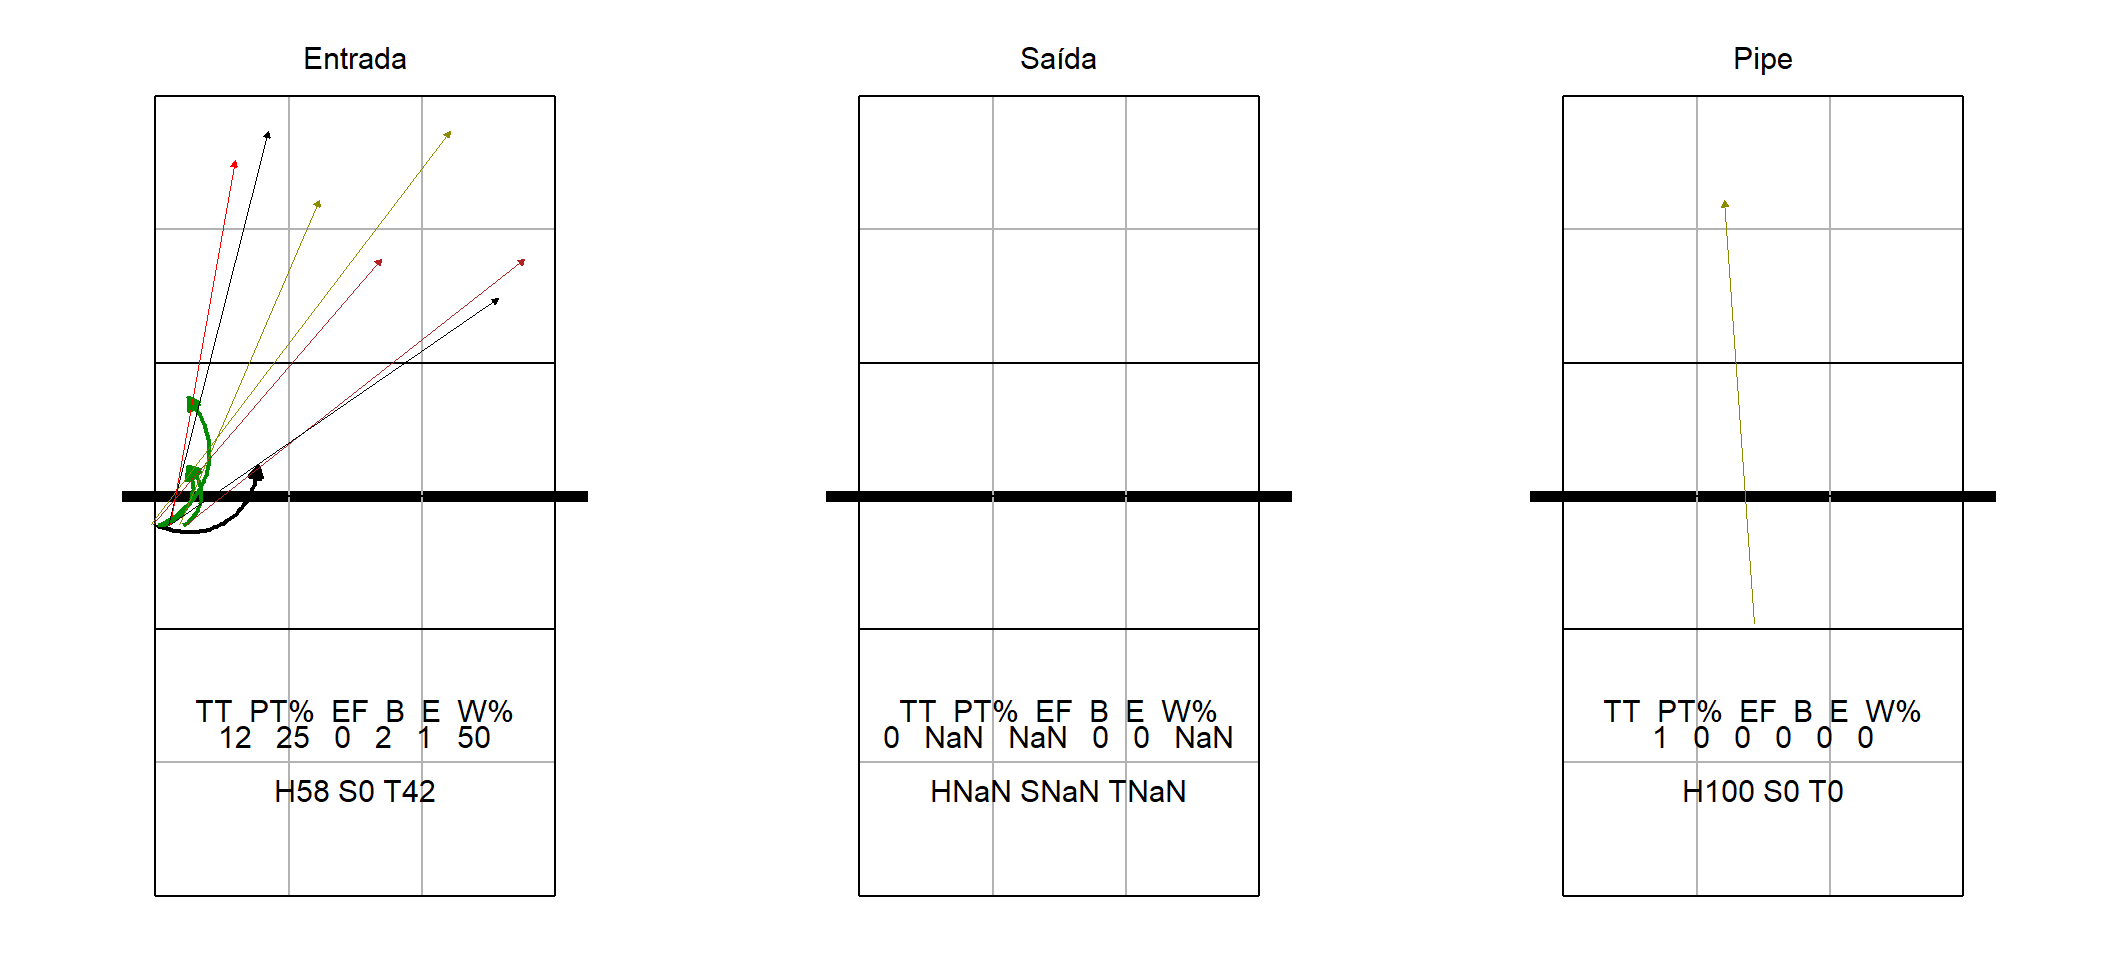 Entrada
TT PT% EF B E W%
12 25 0 2 1 50
H58 S0 T42
Saída
TT PT% EF B E W%
0 NaN NaN 0 0 NaN
HNaN SNaN TNaN
Pipe
TT PT% EF B E W%
1 0 0 0 0 0
H100 S0 T0